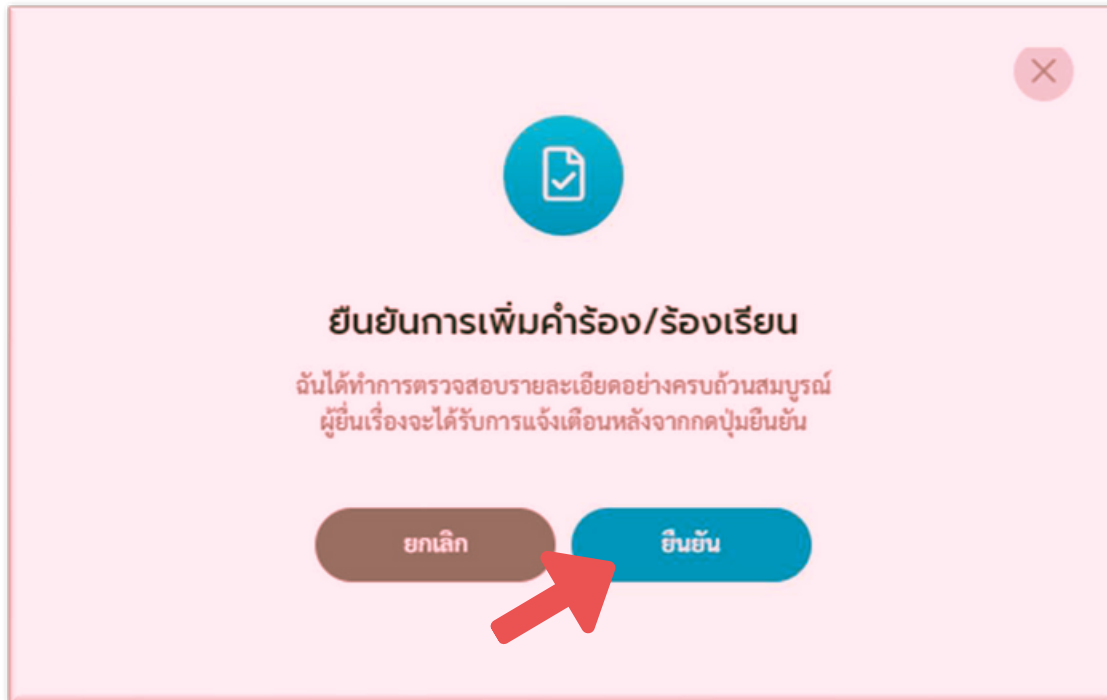 ยืนยันการเพิ่มคำร้อง/ร้องเรียน
ฉันได้ทำการตรวจสอบรายละเอียดอย่างครบถ้วนสมบูรณ์
ผู้ยื่นเรื่องจะได้รับการแจ้งเตือนหลังจากกดปุ่มยืนยัน
ยกเลิก
ยืนยัน